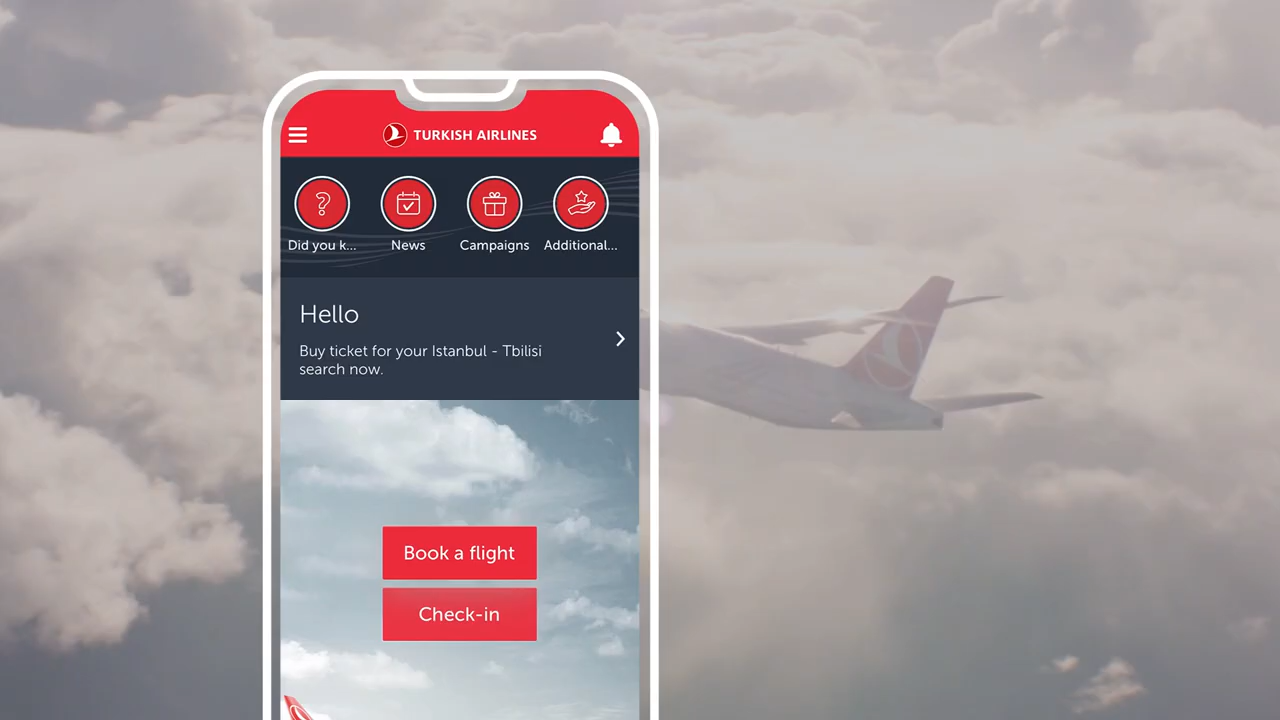 TURKISH AIRLINES
?
Did you k...
News
Campaigns
Additional...
Hello
Buy ticket for your Istanbul - Tbilisi
search now.
Book a flight
Check-in